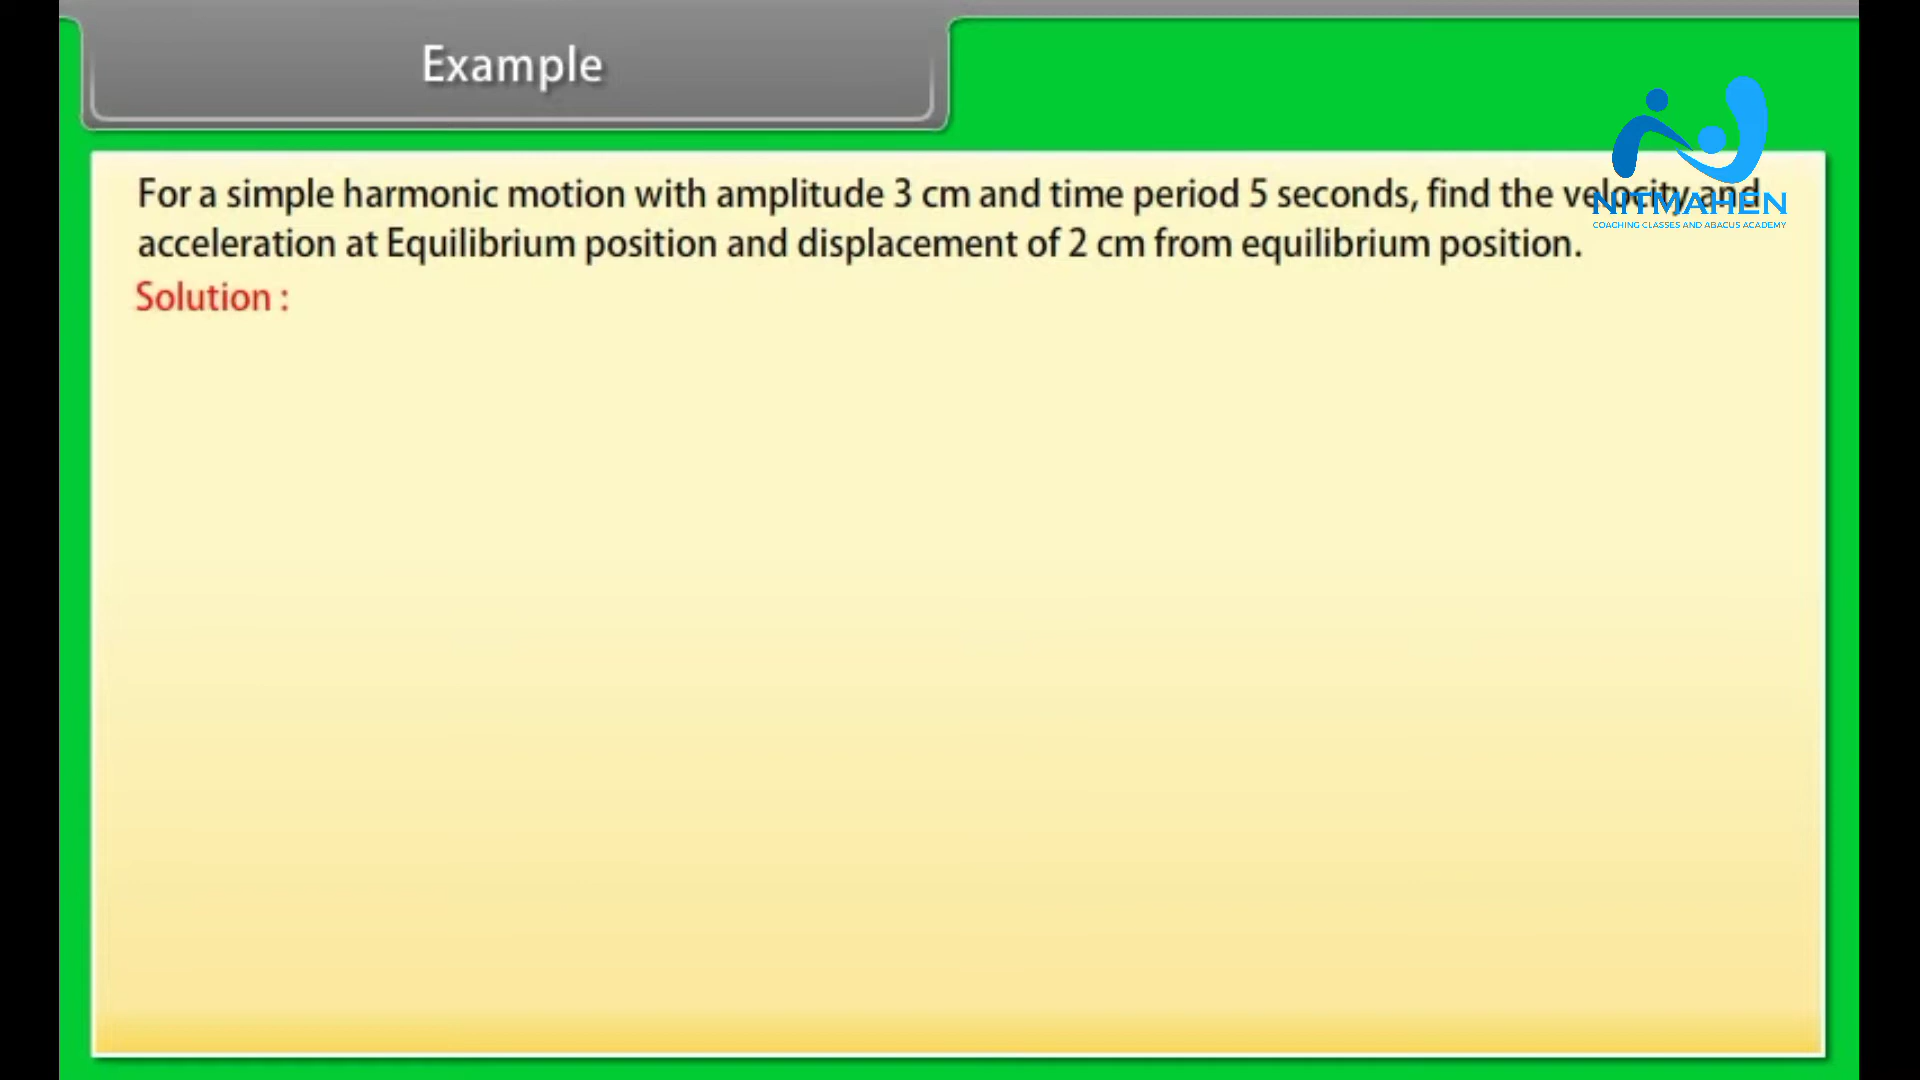 Example
For a simple harmonic motion with amplitude 3 cm and time period 5 seconds, find the velocity and
acceleration at Equilibrium position and displacement of 2 cm from equilibrium position.
Solution :
NITMAHEN
COACHING CLASSES AND ABACUS ACADEMY